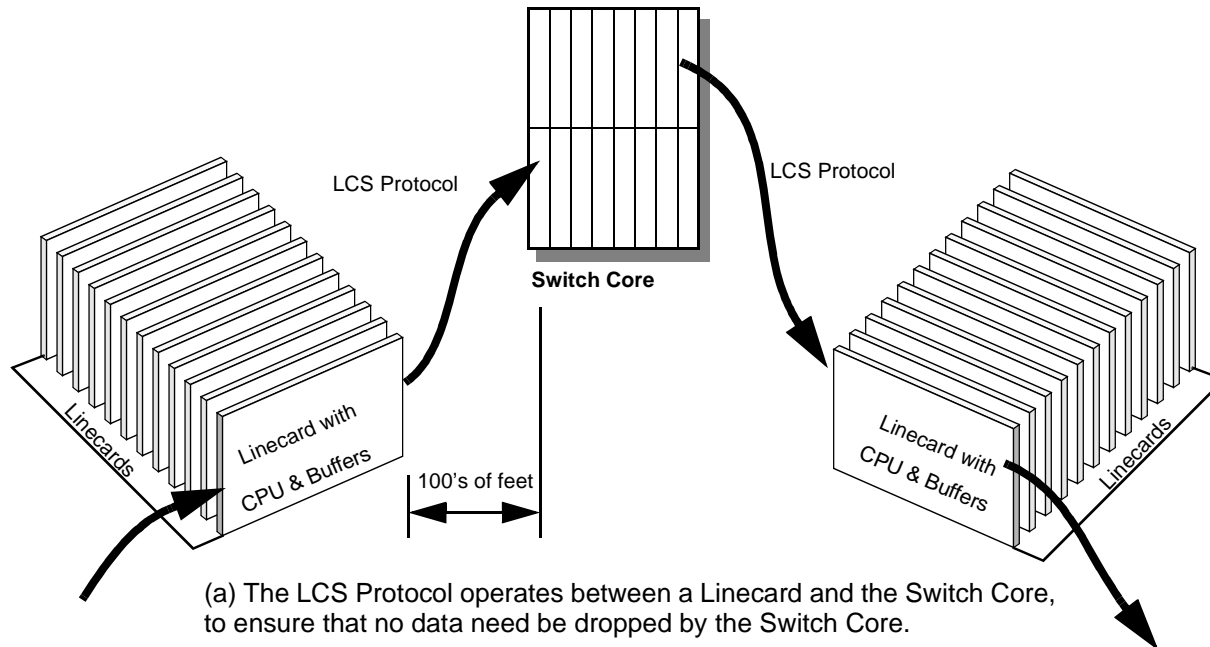 LCS Protocol
LCS Protocol
Switch Core
Linecards
Linecard with
CPU & Buffers
100's of feet
Linecard with
CPU & Buffers
Linecards
(a) The LCS Protocol operates between a Linecard and the Switch Core,
to ensure that no data need be dropped by the Switch Core.